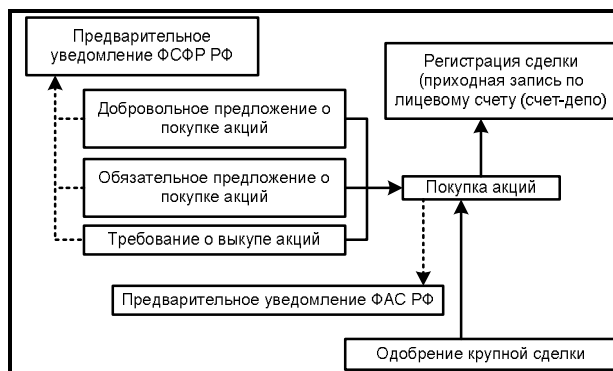 Предварительное
уведомление ФСФР РФ
Регистрация сделки
(приходная запись по
лицевому счету (счет-депо)
Добровольное предложение о
покупке акций
Обязательное предложение о
покупке акций
Покупка акций
Требование о выкупе акций
Предварительное уведомление ФАС РФ
Одобрение крупной сделки